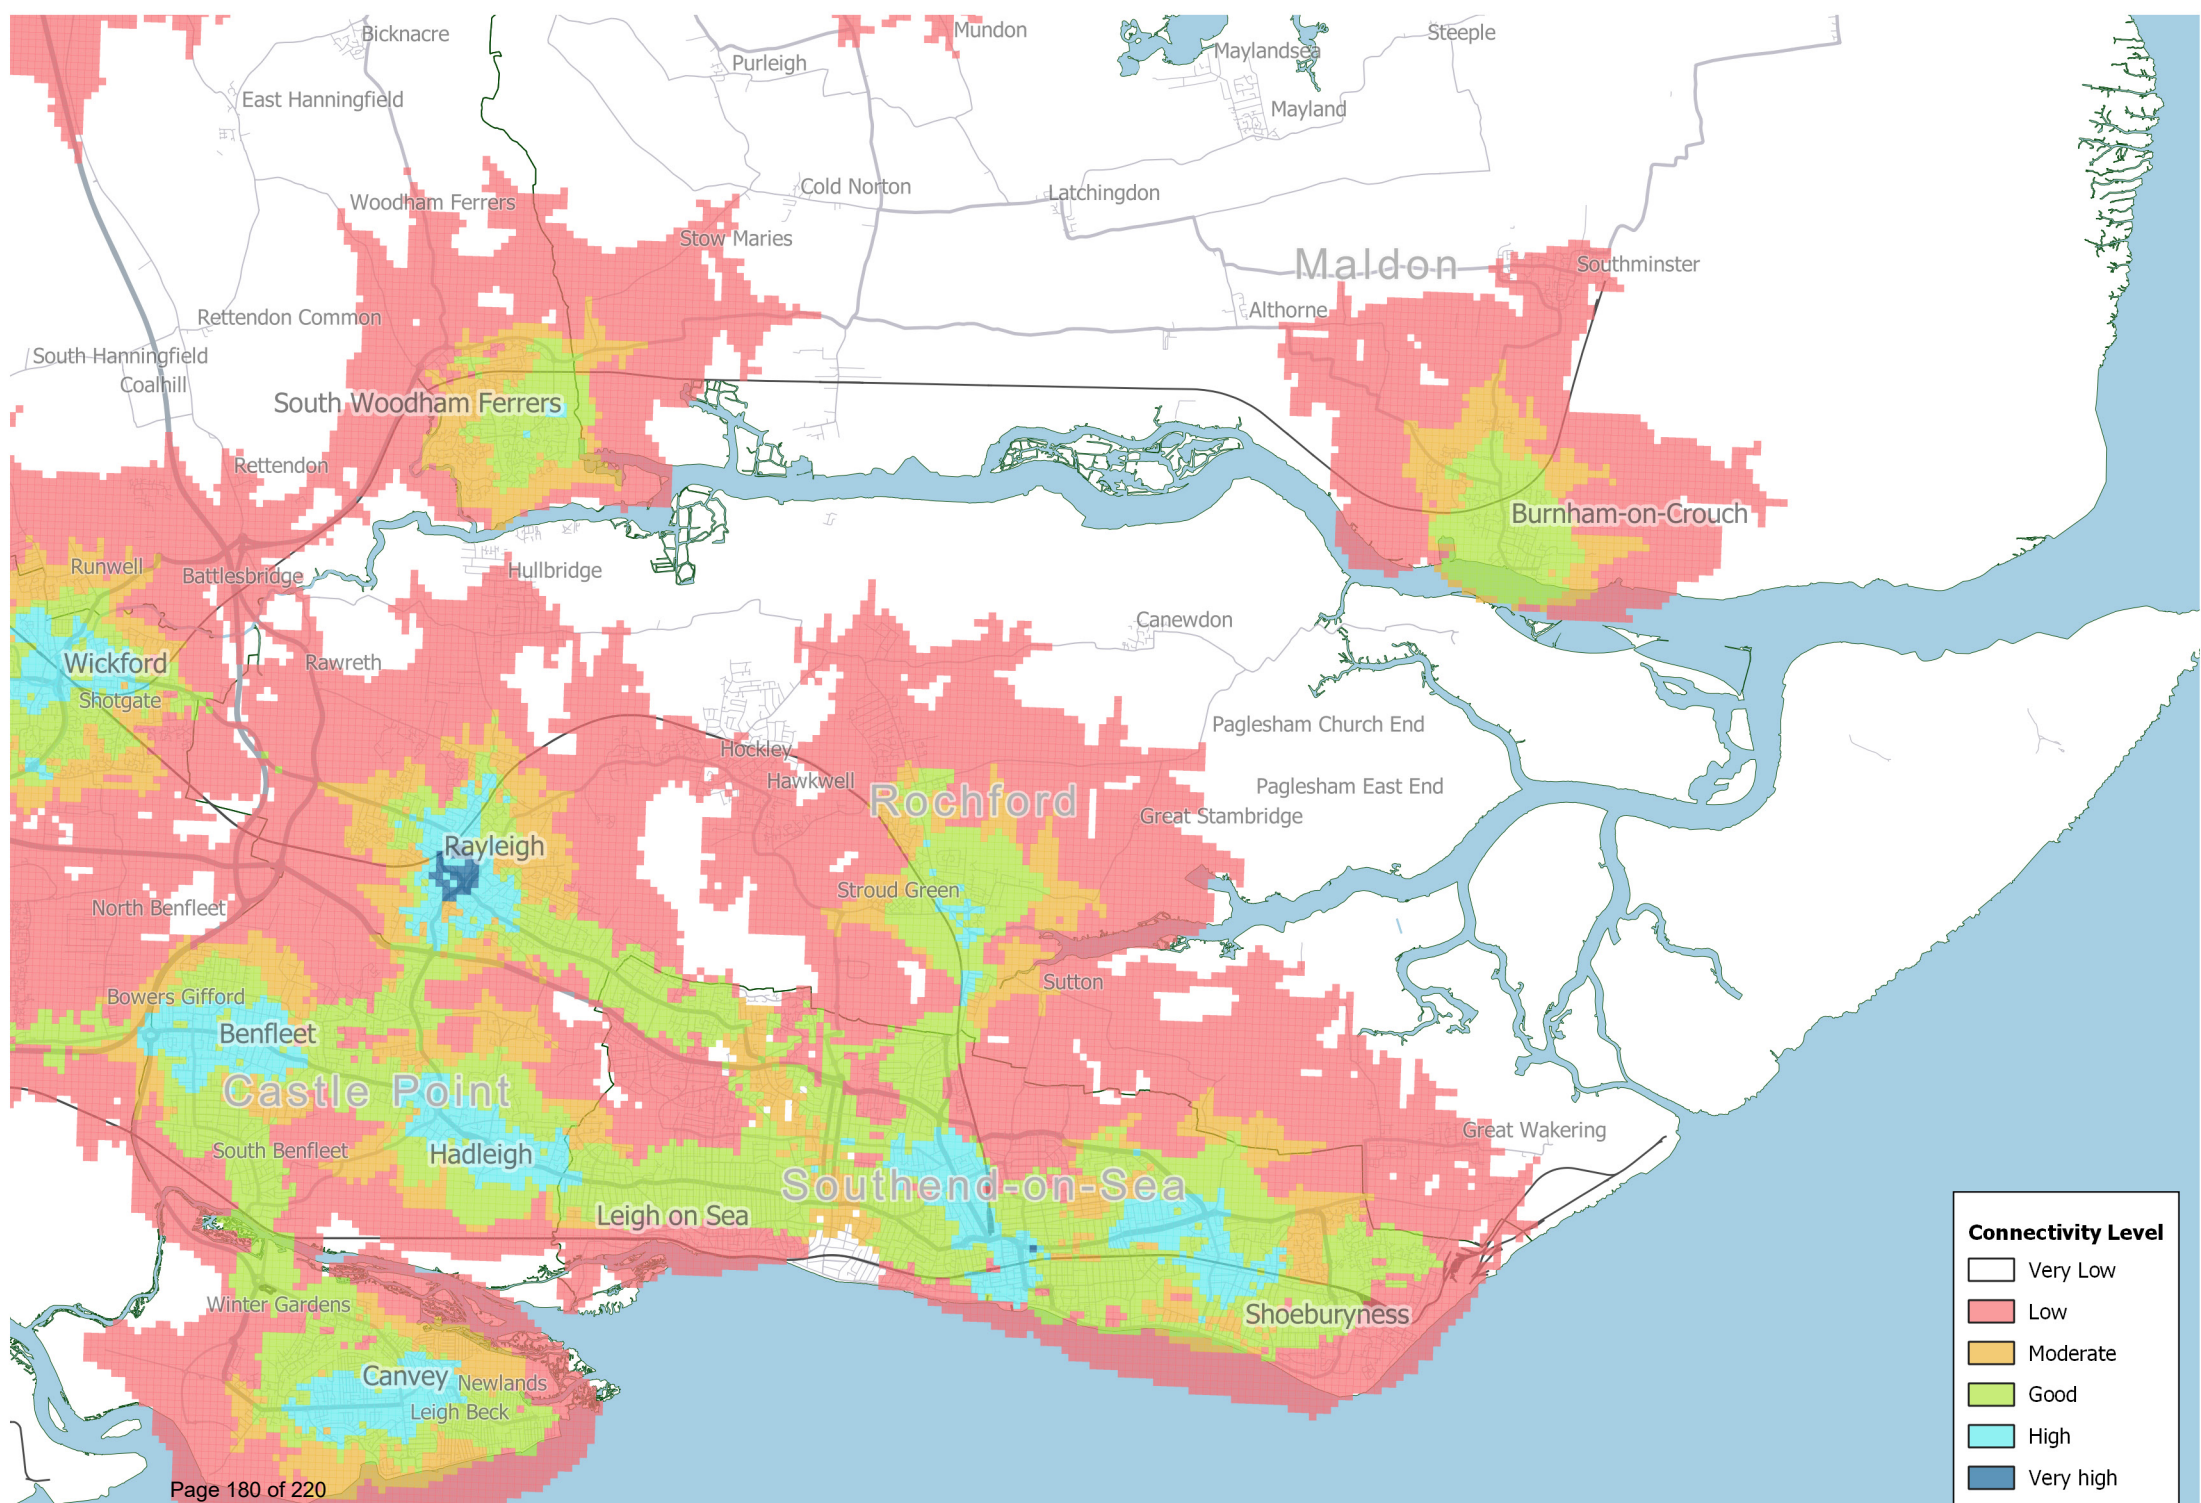 Bicknacre
Mundon
Steeple
Maylandsea
Purleigh
East Hanningfield
Mayland
Cold Norton
Latchingdon
Woodham Ferrers
Stow Maries
Maldon
Southminster
Rettendon Common
Althorne
South Hanningfield
Coalhill
South Woodham Ferrers
Rettendon
Burnham-on-Crouch
Runwell
Battlesbridge
Hullbridge
Canewdon
Wickford
Rawreth
Shotgate
Paglesham Church End
Hockley
Hawkwell
Paglesham East End
Rochford
Great Stambridge
Rayleigh
Stroud Green
North Benfleet
Sutton
Bowers Gifford
Benfleet
Castle Point
Great Wakering
South Benfleet
Hadleigh
Southend-on-Sea
Leigh on Sea
Winter Gardens
Shoeburyness
Canvey
Newlands
Leigh Beck
Connectivity Level
Very Low
Low
Moderate
Good
High
Very high
Page 180 of 220